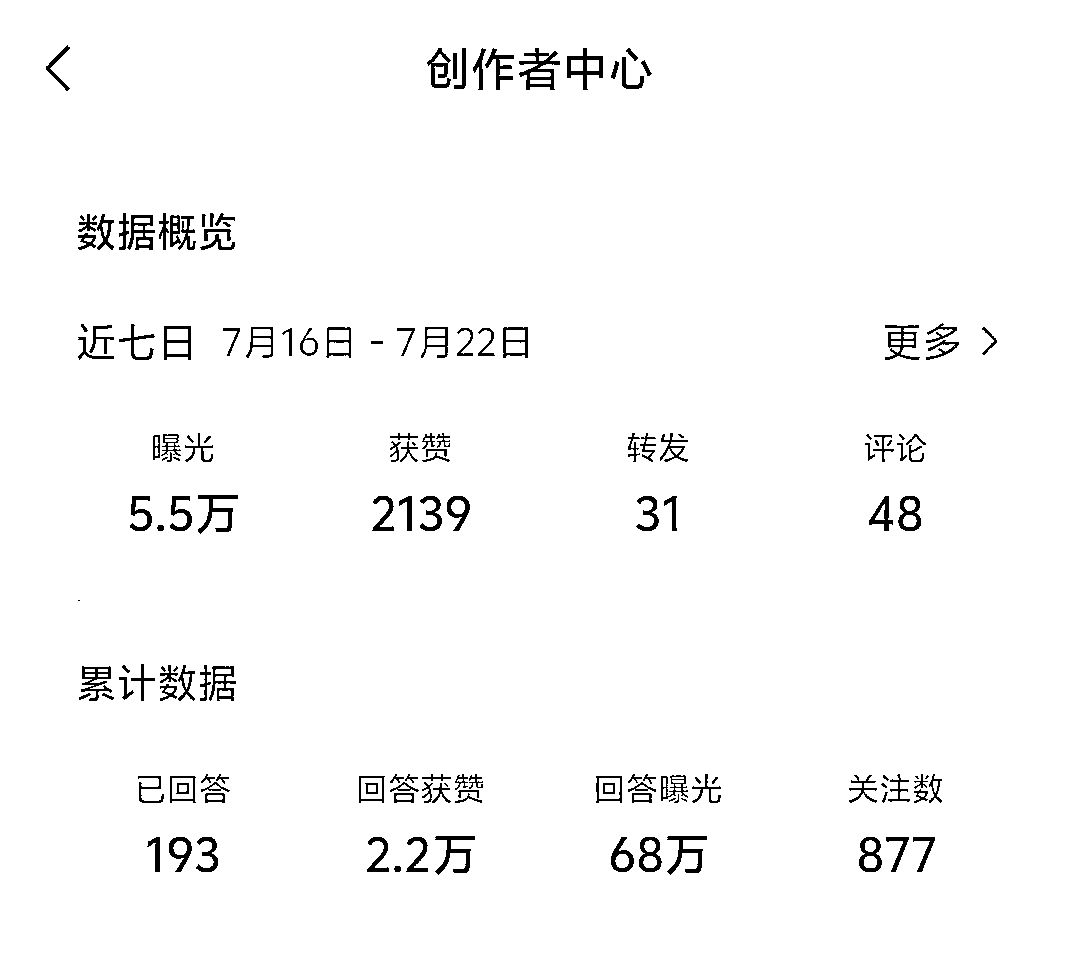 创作者中心
数据概览
近七日 7月16日 - 7月22日 更多
曝光 获赞 转发 评论
5.5万 2139 31 48
累计数据
已回答 回答获赞 回答曝光 关注数
193 2.2万 68万 877